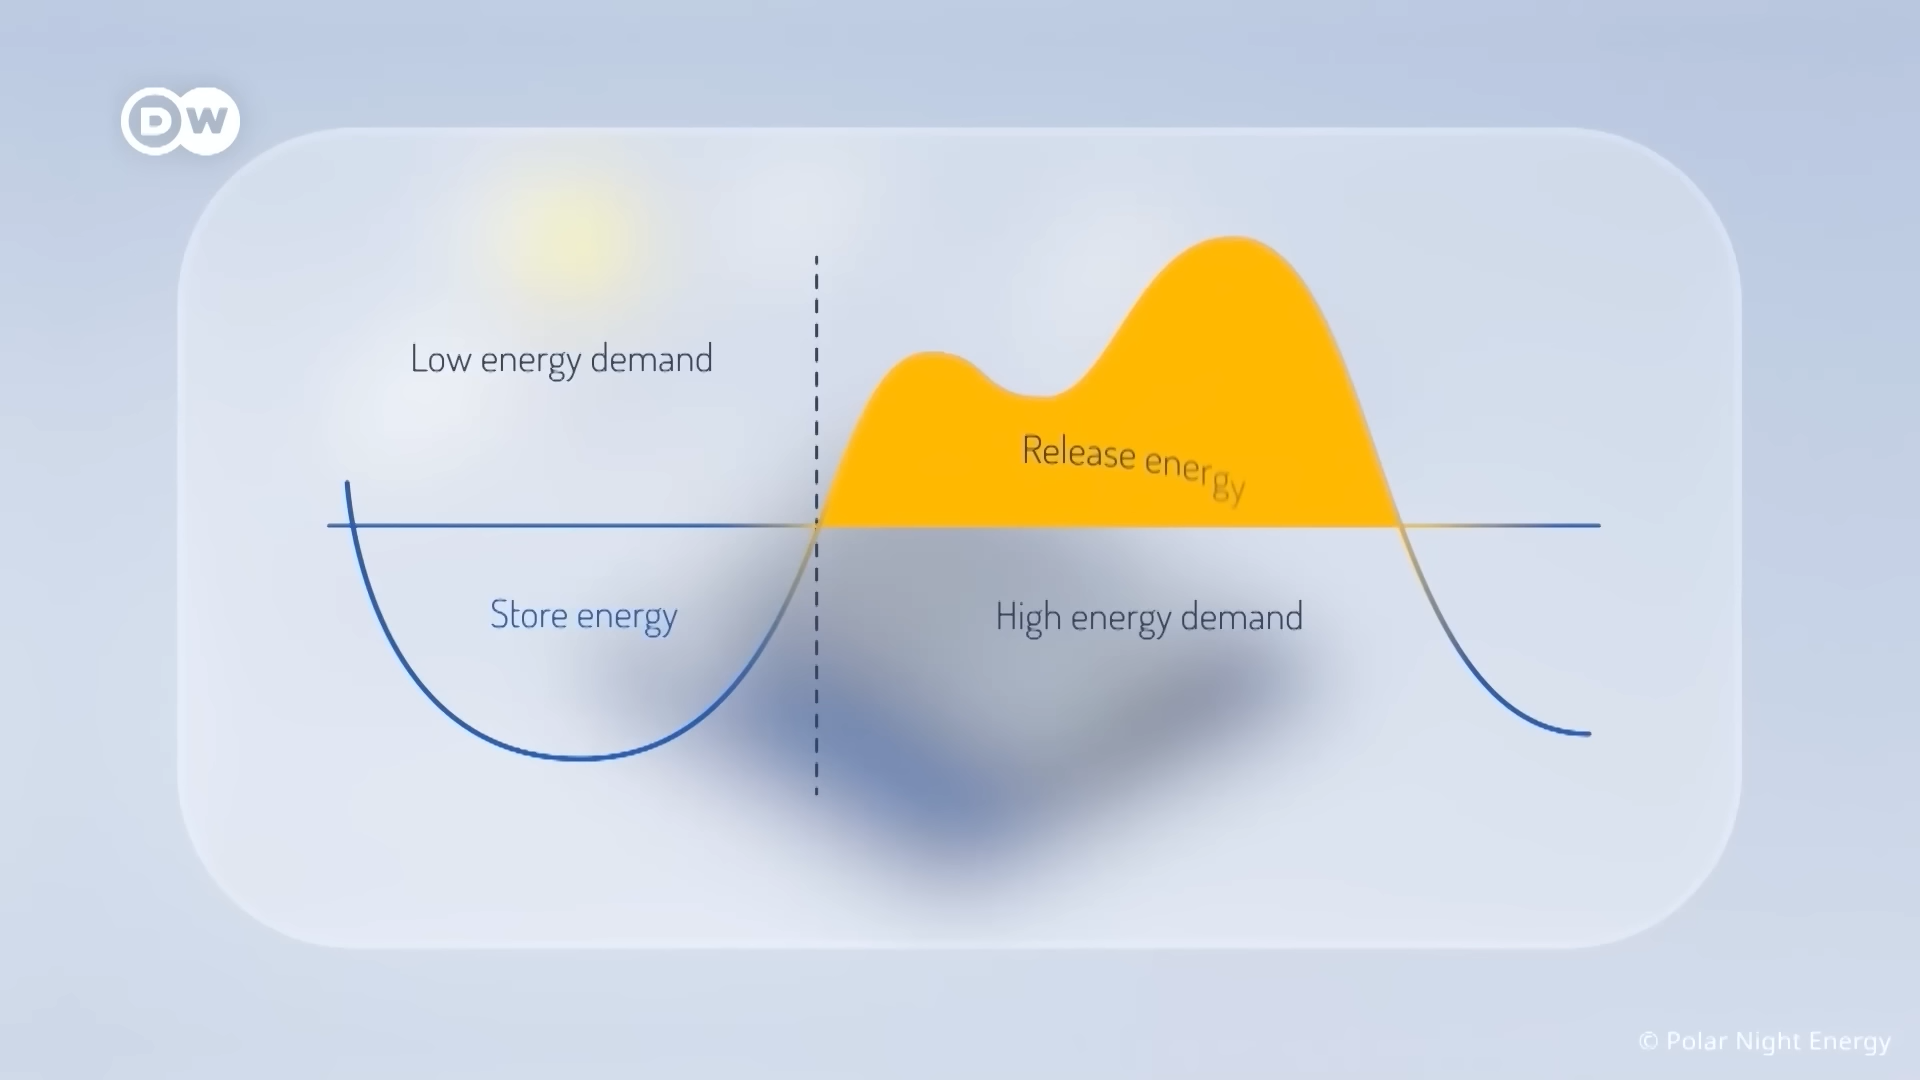 DW
Low energy demand
Release energy
Store energy
High energy demand
© Polar Night Energy